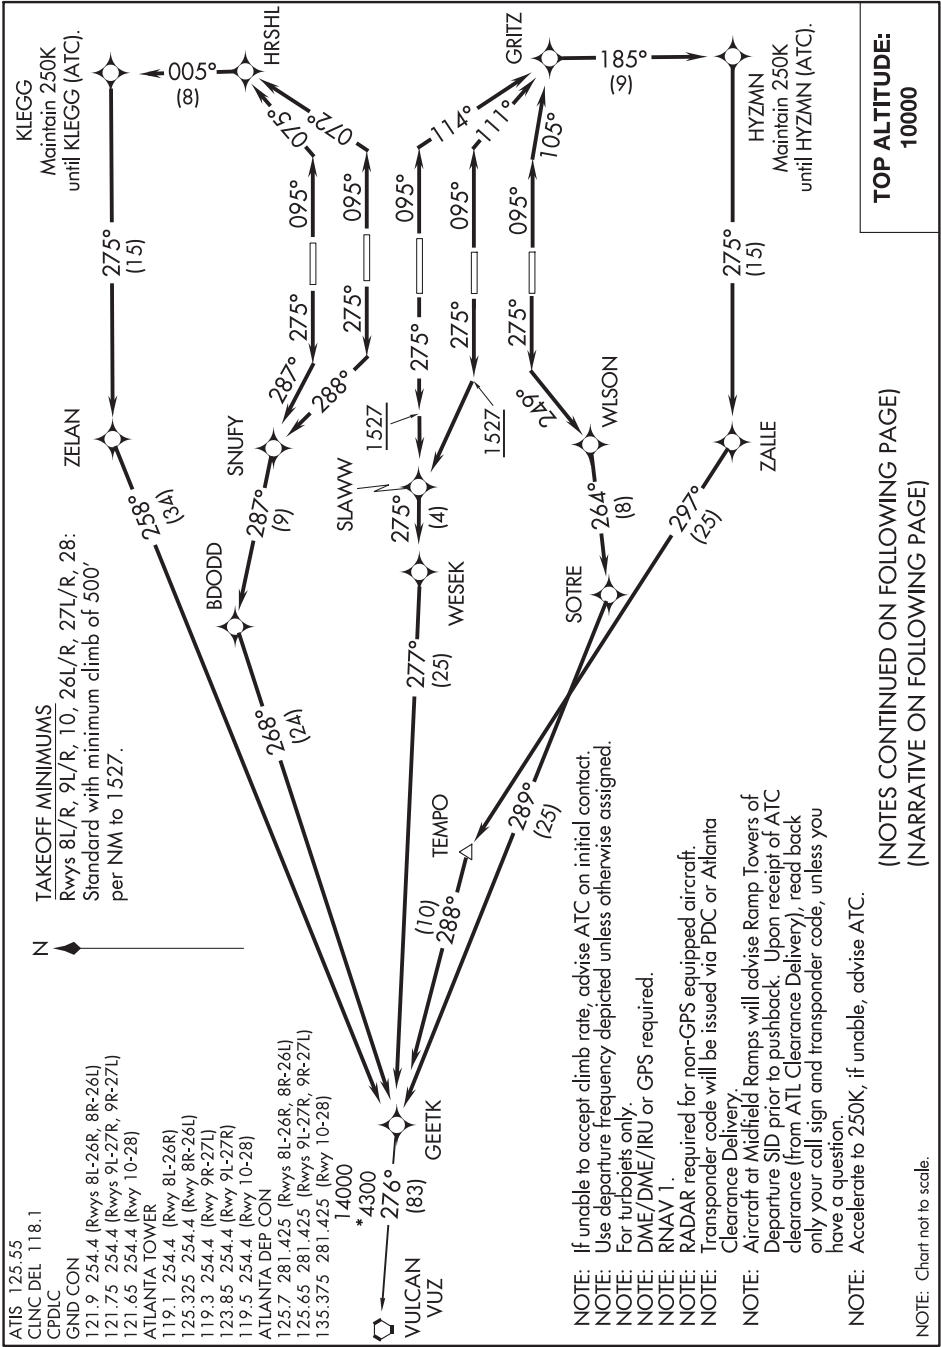 ATIS 125.55
CLNC DEL 118.1
CPDLC
GND CON
121.9 254.4 (Rwys 8L-26R, 8R-26L)
121.75 254.4 (Rwys 9L-27R, 9R-27L)
121.65 254.4 (Rwy 10-28)
ATLANTA TOWER
119.1 254.4 (Rwy 8L-26R)
125.325 254.4 (Rwy 8R-26L)
119.3 254.4 (Rwy 9R-27L)
123.85 254.4 (Rwy 9L-27R)
119.5 254.4 (Rwy 10-28)
ATLANTA DEP CON
125.7 281.425 (Rwys 8L-26R, 8R-26L)
125.65 281.425 (Rwys 9L-27R, 9R-27L)
135.375 281.425 (Rwy 10-28)
N
TAKEOFF MINIMUMS
Rwys 8L/R, 9L/R, 10, 26L/R, 27L/R, 28:
Standard with minimum climb of 500'
per NM to 1527.
KLEGG
Maintain 250K
until KLEGG (ATC).
HRSHL
005°
(8)
ZELAN
275°
(15)
258°
(34)
075°
072°
095°
095°
275°
275°
287°
288°
SNUFY
287°
(9)
BDODD
268°
(24)
GRITZ
114°
111°
105°
095°
095°
095°
275°
275°
275°
1527
1527
SLAWW
275°
(4)
WESEK
277°
(25)
249°
WLSON
264°
(8)
SOTRE
289°
(25)
185°
(9)
HYZMN
Maintain 250K
until HYZMN (ATC).
275°
(15)
ZALLE
297°
(25)
TEMPO
(10)
288°
GEETK
14000
*4300
276°
(83)
VULCAN
VUZ
TOP ALTITUDE:
10000
NOTE: If unable to accept climb rate, advise ATC on initial contact.
NOTE: Use departure frequency depicted unless otherwise assigned.
NOTE: For turbojets only.
NOTE: DME/DME/IRU or GPS required.
NOTE: RNAV 1.
NOTE: RADAR required for non-GPS equipped aircraft.
NOTE: Transponder code will be issued via PDC or Atlanta
Clearance Delivery.
NOTE: Aircraft at Midfield Ramps will advise Ramp Towers of
Departure SID prior to pushback. Upon receipt of ATC
clearance (from ATL Clearance Delivery), read back
only your call sign and transponder code, unless you
have a question.
NOTE: Accelerate to 250K, if unable, advise ATC.
(NOTES CONTINUED ON FOLLOWING PAGE)
(NARRATIVE ON FOLLOWING PAGE)
NOTE: Chart not to scale.